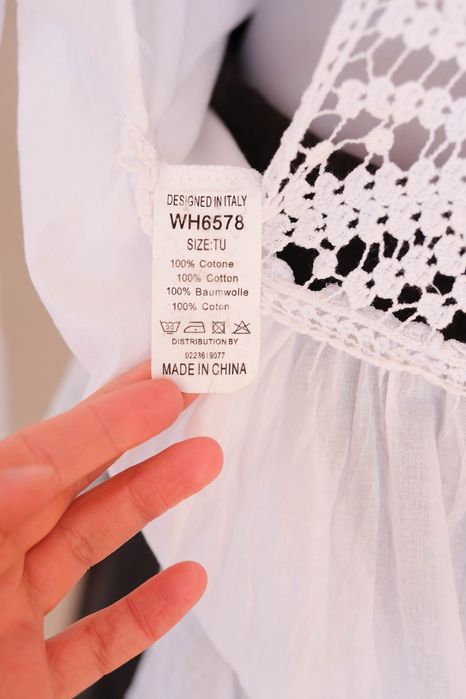 DESIGNED IN ITALY
WH6578
SIZE:TU
100% Cotone
100% Cotton
100% Baumwolle
100% Coton
30
DISTRIBUTION BY
0223619077
MADE IN CHINA